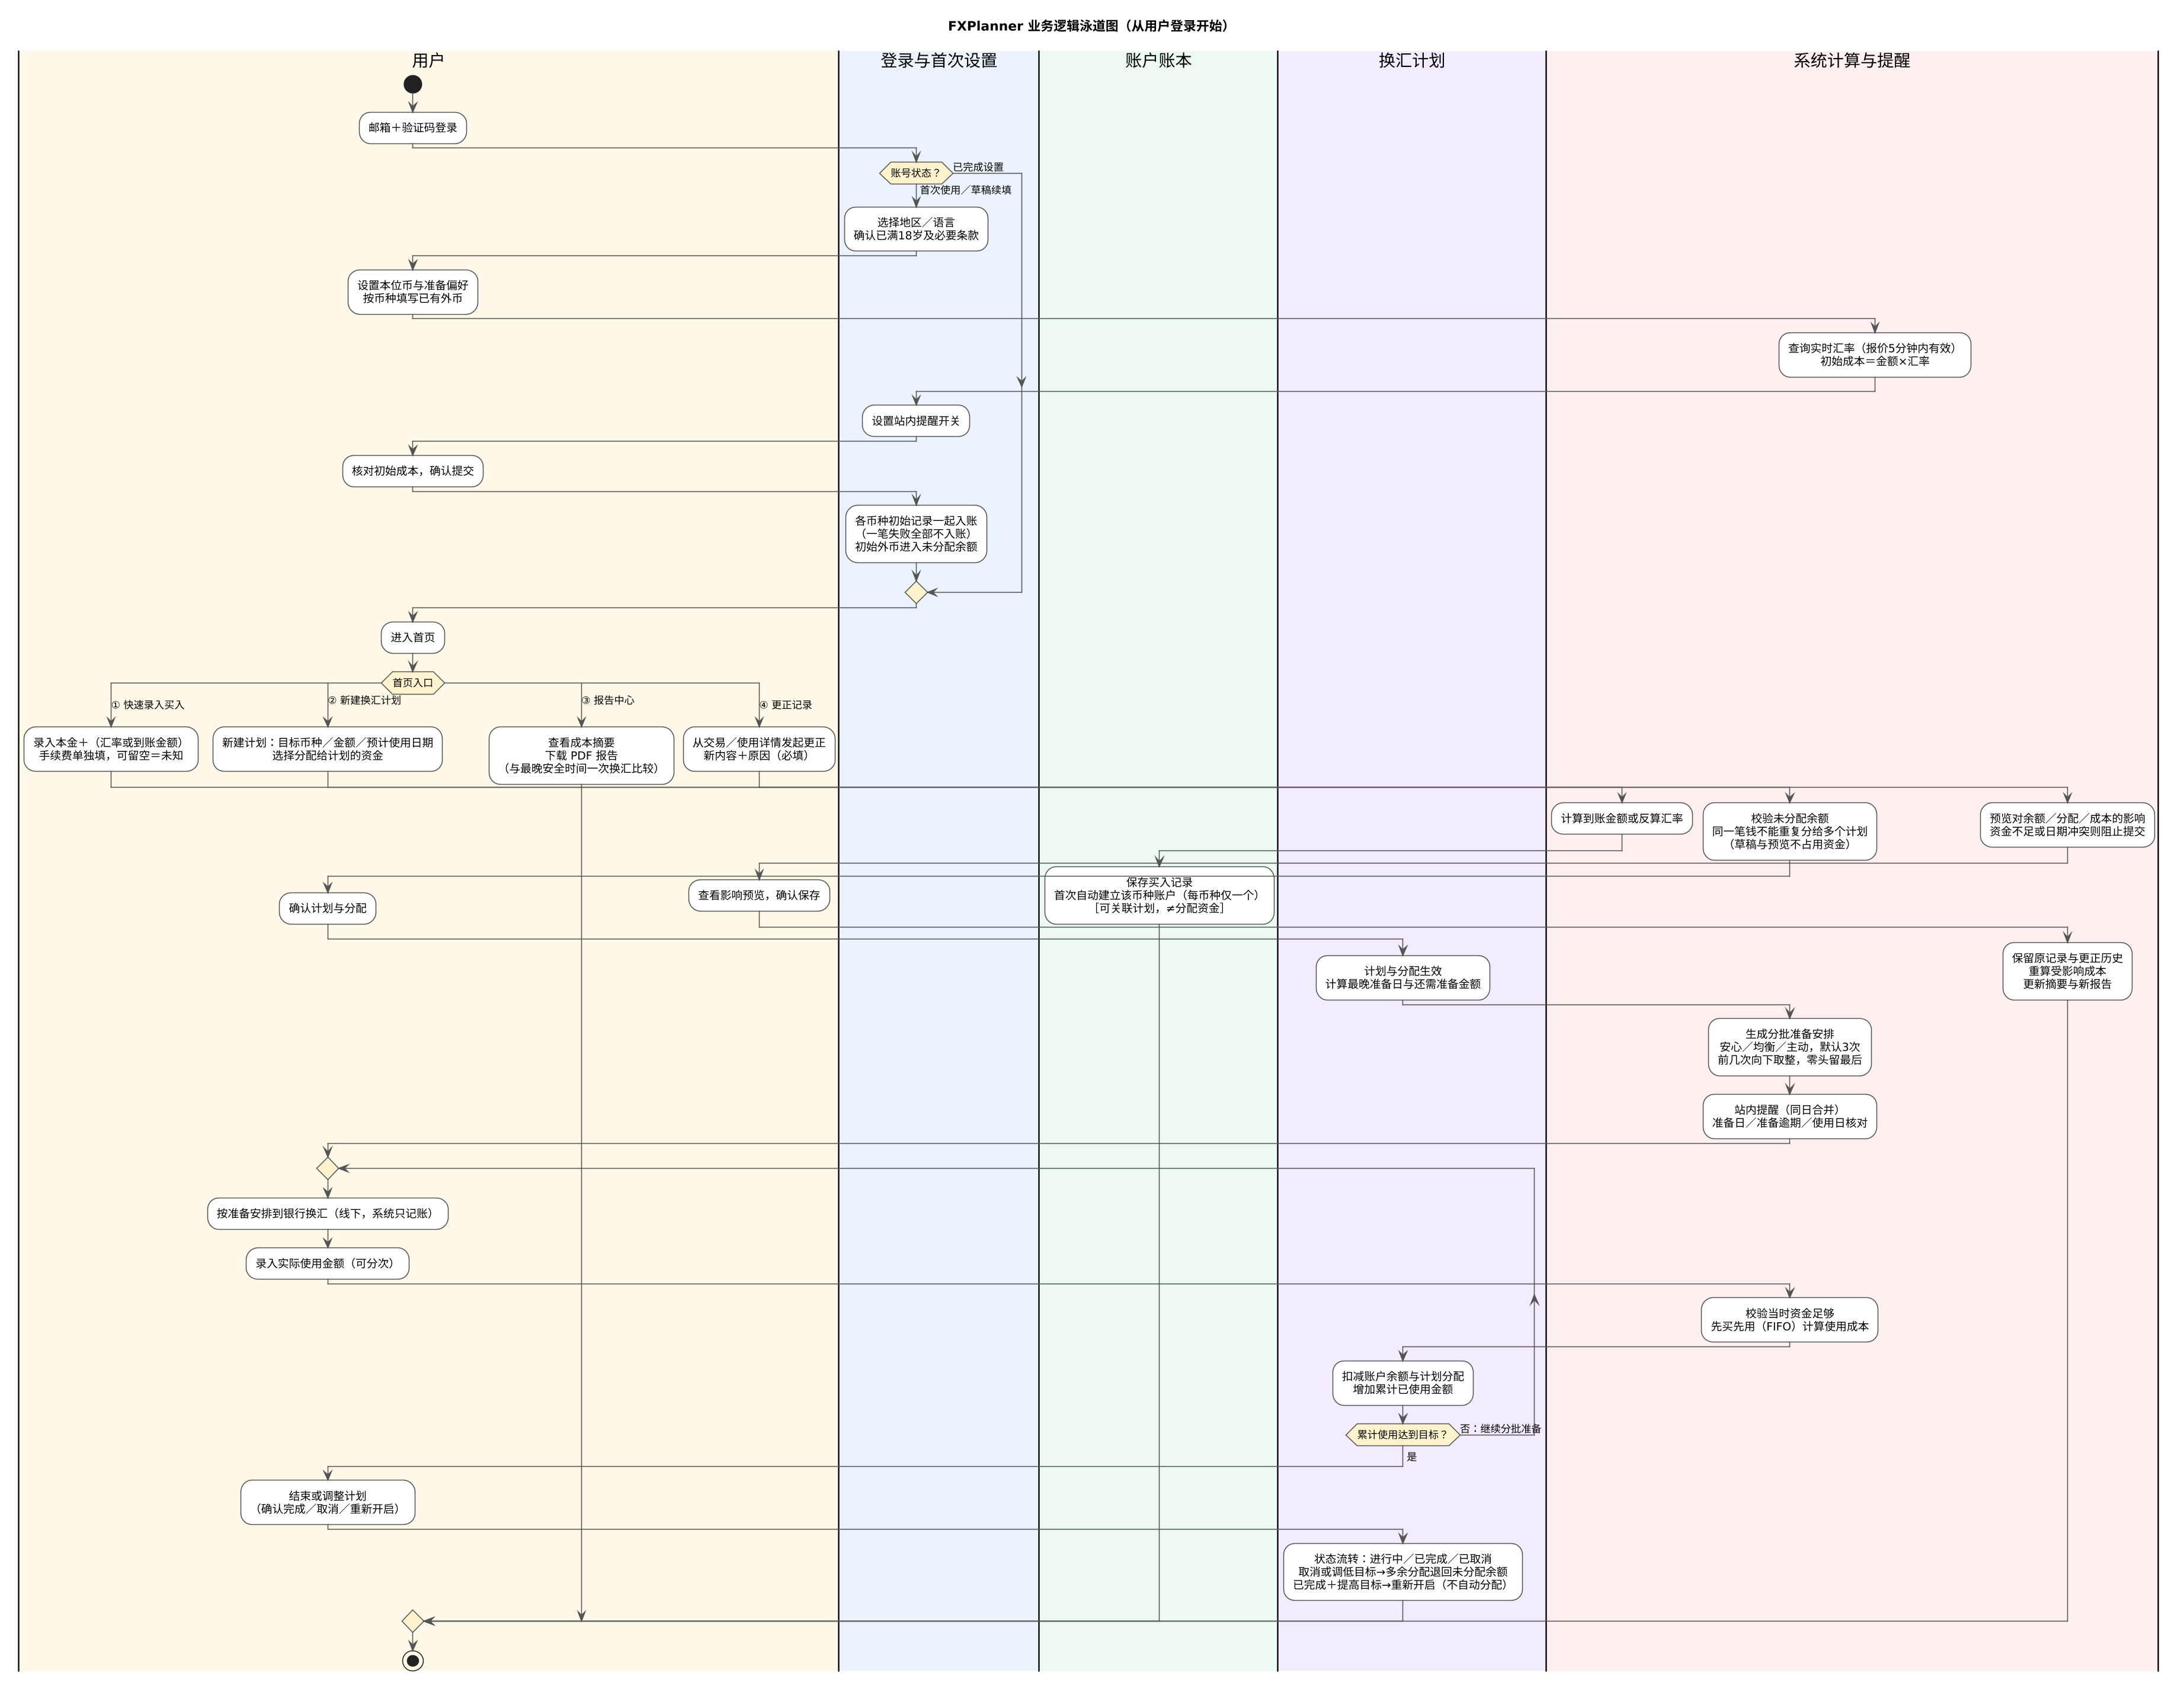 FXPlanner 业务逻辑泳道图（从用户登录开始）
用户
登录与首次设置
账户账本
换汇计划
系统计算与提醒
邮箱＋验证码登录
账号状态？
已完成设置
首次使用／草稿续填
选择地区／语言
确认已满18岁及必要条款
设置本位币与准备偏好
按币种填写已有外币
查询实时汇率（报价5分钟内有效）
初始成本＝金额×汇率
设置站内提醒开关
核对初始成本，确认提交
各币种初始记录一起入账
（一笔失败全部不入账）
初始外币进入未分配余额
进入首页
首页入口
① 快速录入买入
② 新建换汇计划
③ 报告中心
④ 更正记录
录入本金＋（汇率或到账金额）
手续费单独填，可留空＝未知
新建计划：目标币种／金额／预计使用日期
选择分配给计划的资金
查看成本摘要
下载 PDF 报告
（与最晚安全时间一次换汇比较）
从交易／使用详情发起更正
新内容＋原因（必填）
计算到账金额或反算汇率
校验未分配余额
同一笔钱不能重复分给多个计划
（草稿与预览不占用资金）
预览对余额／分配／成本的影响
资金不足或日期冲突则阻止提交
确认计划与分配
查看影响预览，确认保存
保存买入记录
首次自动建立该币种账户（每币种仅一个）
［可关联计划，≠分配资金］
计划与分配生效
计算最晚准备日与还需准备金额
保留原记录与更正历史
重算受影响成本
更新摘要与新报告
生成分批准备安排
安心／均衡／主动，默认3次
前几次向下取整，零头留最后
站内提醒（同日合并）
准备日／准备逾期／使用日核对
按准备安排到银行换汇（线下，系统只记账）
录入实际使用金额（可分次）
校验当时资金足够
先买先用（FIFO）计算使用成本
扣减账户余额与计划分配
增加累计已使用金额
累计使用达到目标？
否：继续分批准备
是
结束或调整计划
（确认完成／取消／重新开启）
状态流转：进行中／已完成／已取消
取消或调低目标→多余分配退回未分配余额
已完成＋提高目标→重新开启（不自动分配）